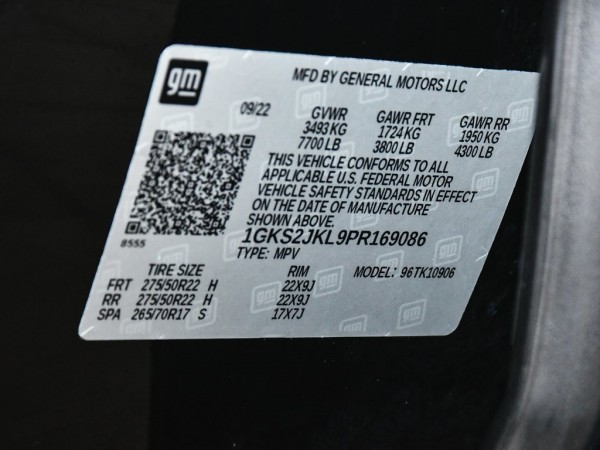 gm
MFD BY GENERAL MOTORS LLC
09/22 GVWR GAWR FRT GAWR RR
3493 KG 1724 KG 1950 KG
7700 LB 3800 LB 4300 LB
THIS VEHICLE CONFORMS TO ALL
APPLICABLE U.S. FEDERAL MOTOR
VEHICLE SAFETY STANDARDS IN EFFECT
ON THE DATE OF MANUFACTURE
SHOWN ABOVE.
8555
1GKS2JKL9PR169086
TYPE: MPV
TIRE SIZE RIM MODEL: 96TK10906
FRT 275/50R22 H 22X9J
RR 275/50R22 H 22X9J
SPA 265/70R17 S 17X7J